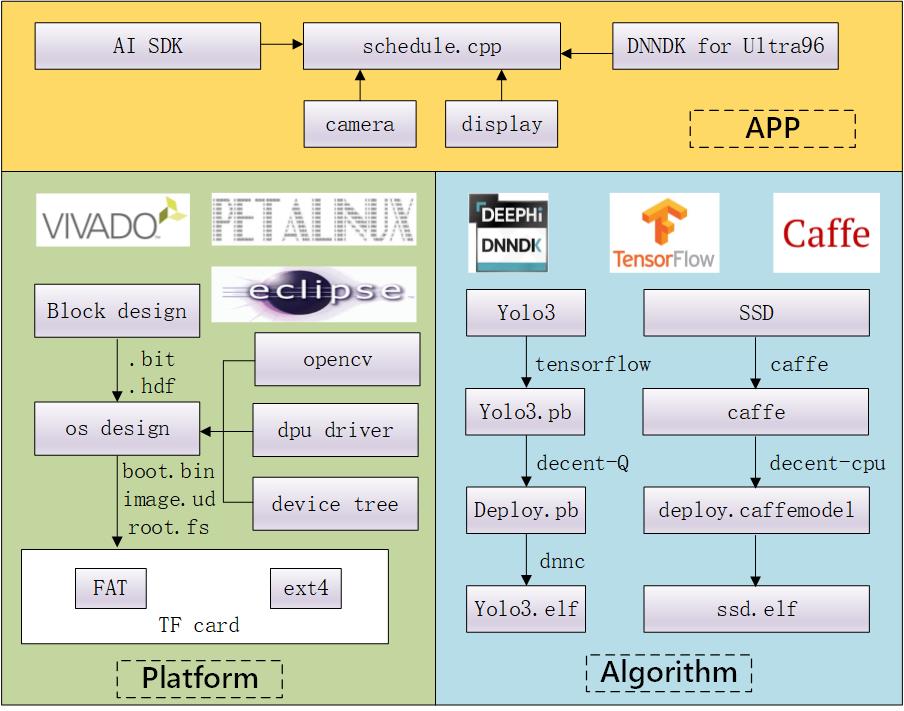 AI SDK
schedule.cpp
DNNDK for Ultra96
camera
display
APP
VIVADO
PETALINUX
eclipse
Block design
.bit
.hdf
opencv
os design
dpu driver
boot.bin
image.ud
root.fs
device tree
FAT
ext4
TF card
Platform
DEEPHi
DNNDK
TensorFlow
Caffe
Yolo3
SSD
tensorflow
caffe
Yolo3.pb
caffe
decent-Q
decent-cpu
Deploy.pb
deploy.caffemodel
dnnc
Yolo3.elf
ssd.elf
Algorithm